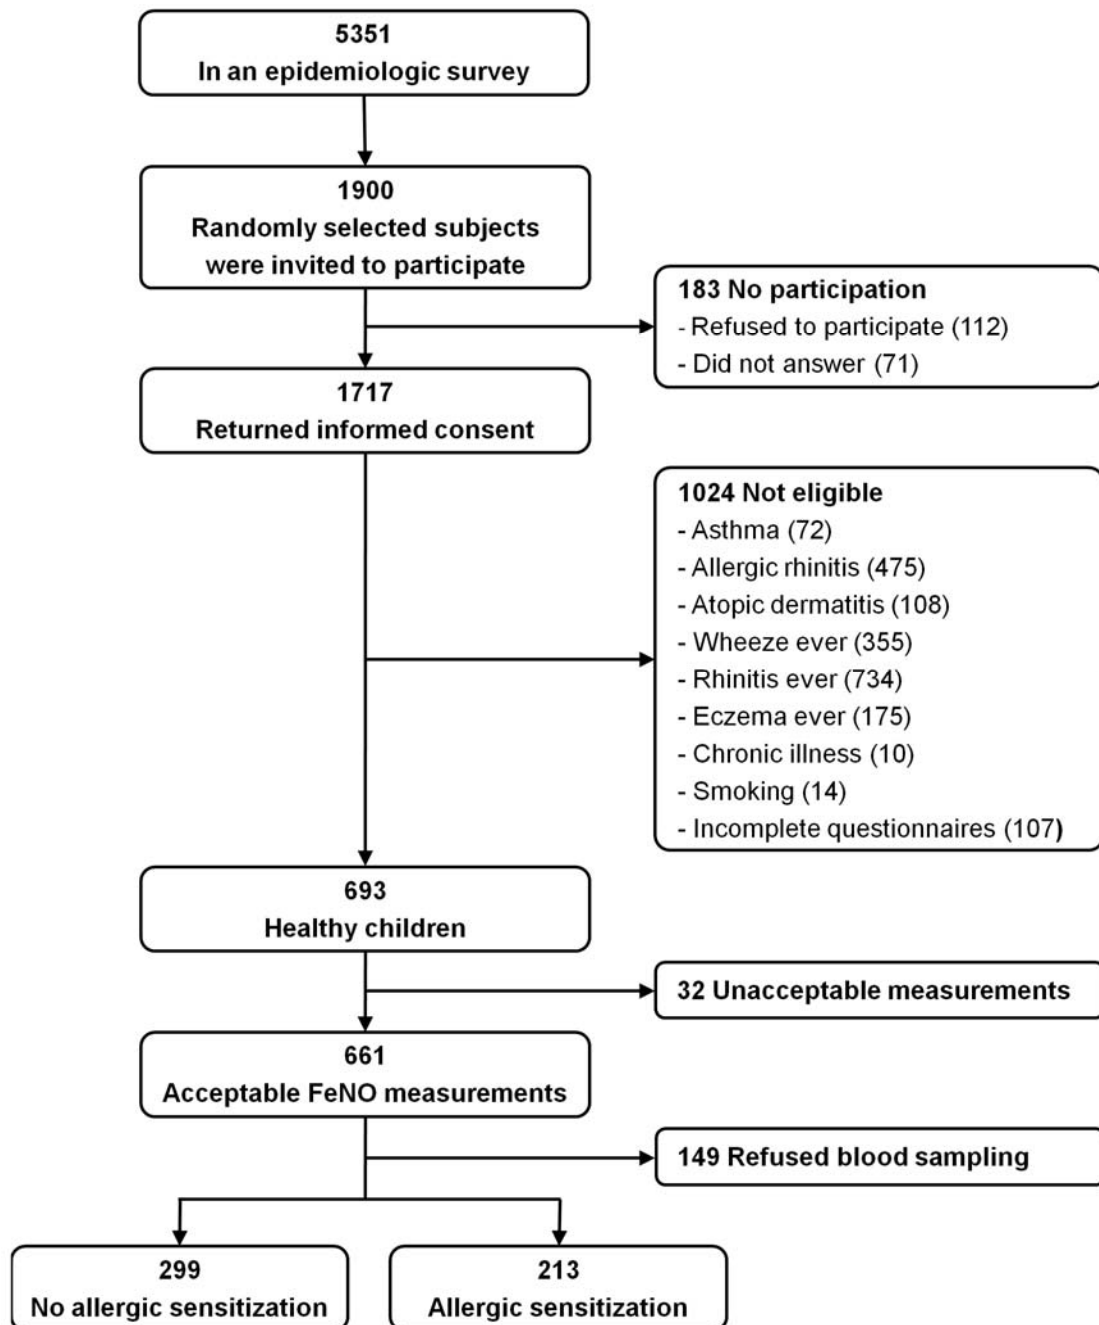 5351
In an epidemiologic survey
1900
Randomly selected subjects
were invited to participate
183 No participation
- Refused to participate (112)
- Did not answer (71)
1717
Returned informed consent
1024 Not eligible
- Asthma (72)
- Allergic rhinitis (475)
- Atopic dermatitis (108)
- Wheeze ever (355)
- Rhinitis ever (734)
- Eczema ever (175)
- Chronic illness (10)
- Smoking (14)
- Incomplete questionnaires (107)
693
Healthy children
32 Unacceptable measurements
661
Acceptable FeNO measurements
149 Refused blood sampling
299
No allergic sensitization
213
Allergic sensitization